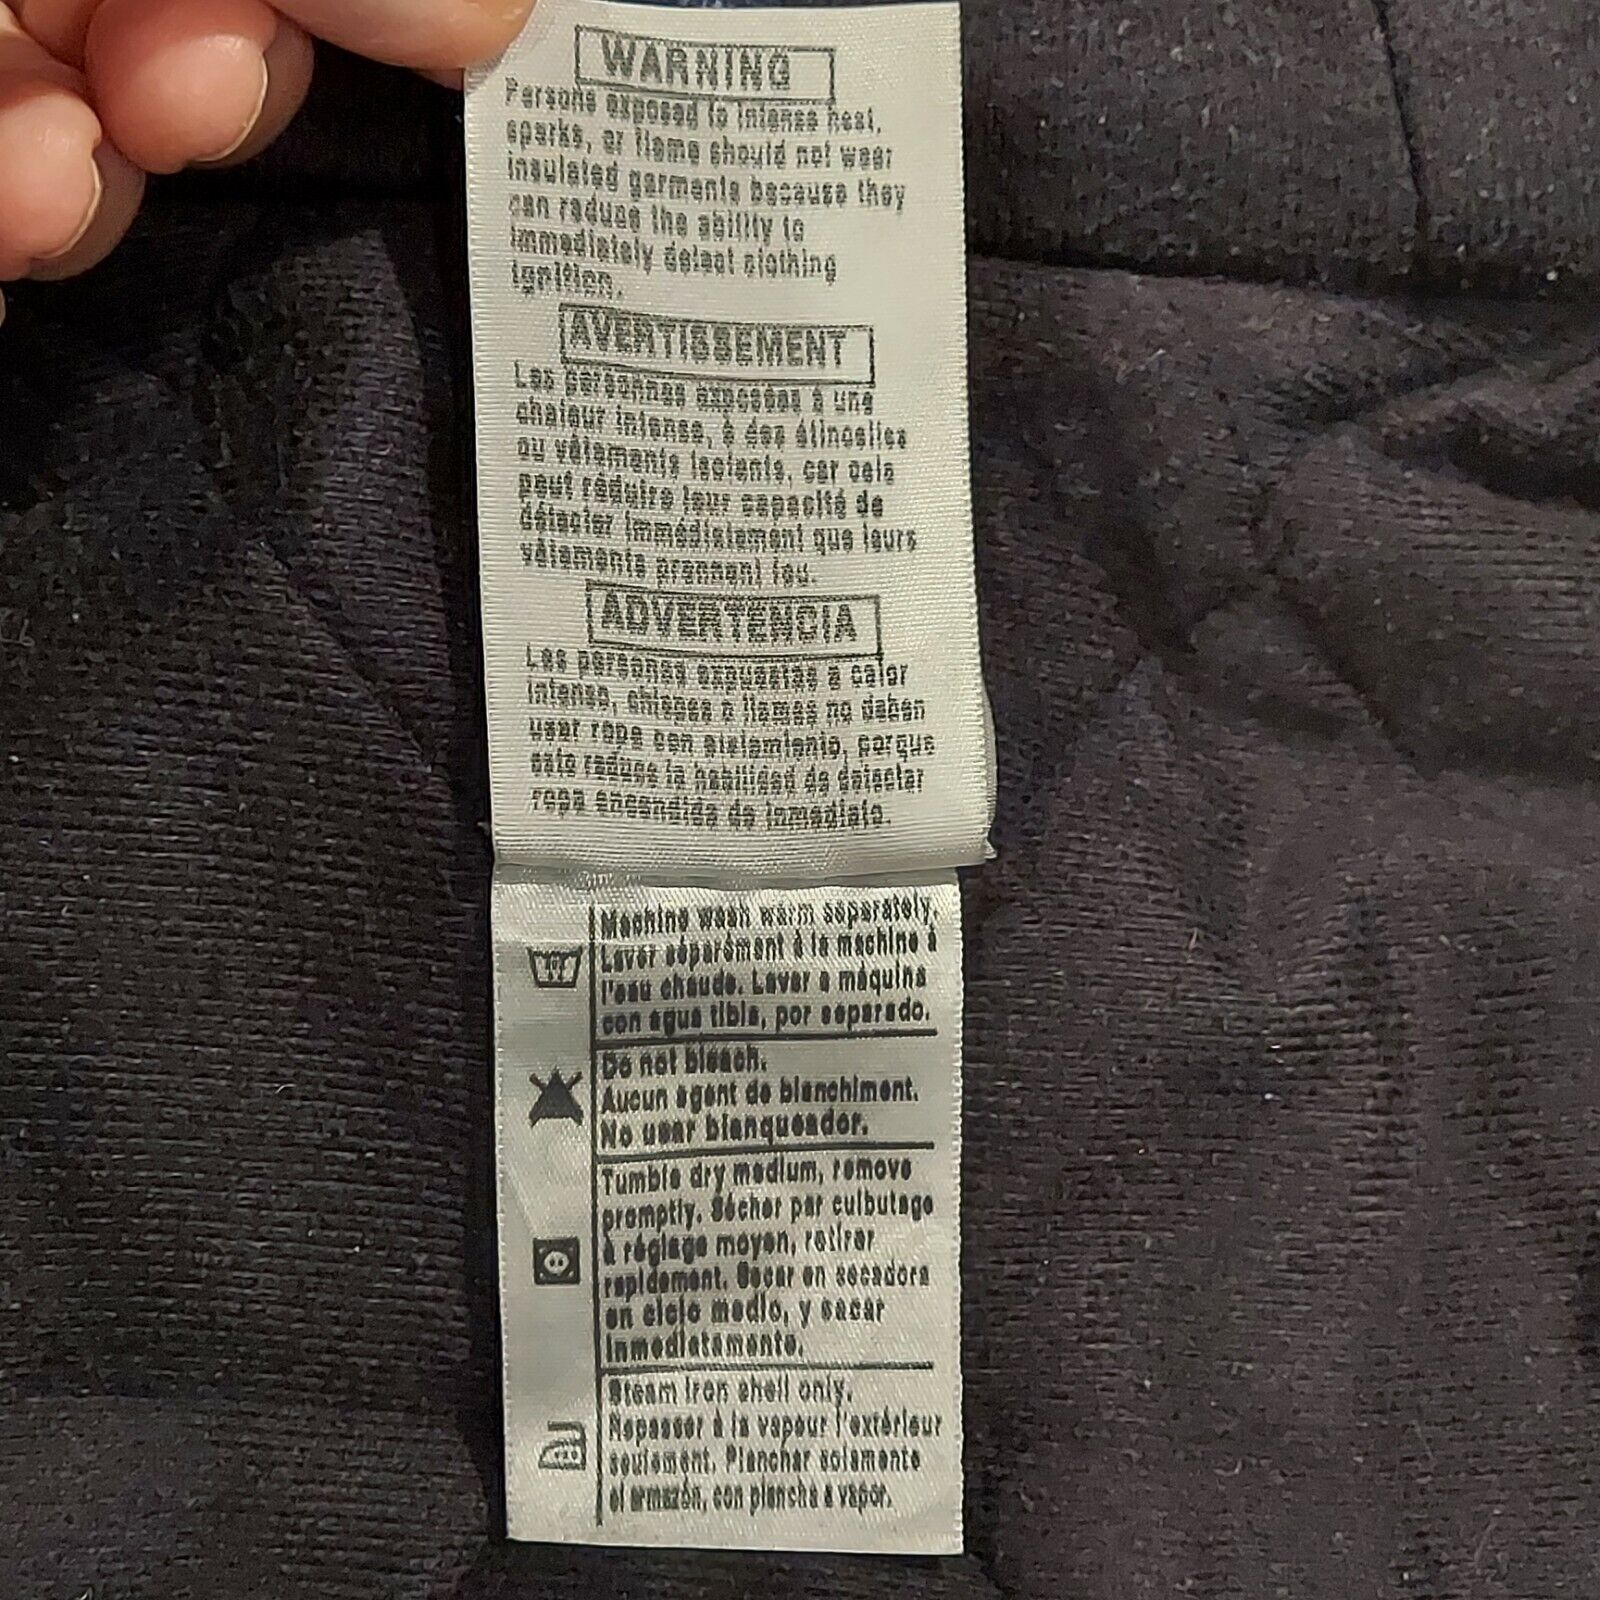 WARNING
Persons exposed to intense heat,
sparks, or flame should not wear
insulated garments because they
can reduce the ability to
immediately detect clothing
ignition.
AVERTISSEMENT
Les personnes exposées à une
chaleur intense, à des étincelles
ou vêtements isolants, car cela
peut réduire leur capacité de
détecter immédiatement que leurs
vêtements prennent feu.
ADVERTENCIA
Las personas expuestas a calor
intenso, chispas o llamas no deben
usar ropa con aislamiento, porque
esto reduce la habilidad de detectar
ropa encendida de inmediato.
Machine wash warm separately.
Laver séparément à la machine à
l'eau chaude. Lavar a máquina
con agua tibia, por separado.
Do not bleach.
Aucun agent de blanchiment.
No usar blanqueador.
Tumble dry medium, remove
promptly. Sécher par culbutage
à réglage moyen, retirer
rapidement. Secar en secadora
en ciclo medio, y sacar
inmediatamente.
Steam iron shell only.
Repasser à la vapour l'extérieur
seulement. Planchar solamente
el armazón, con plancha a vapor.